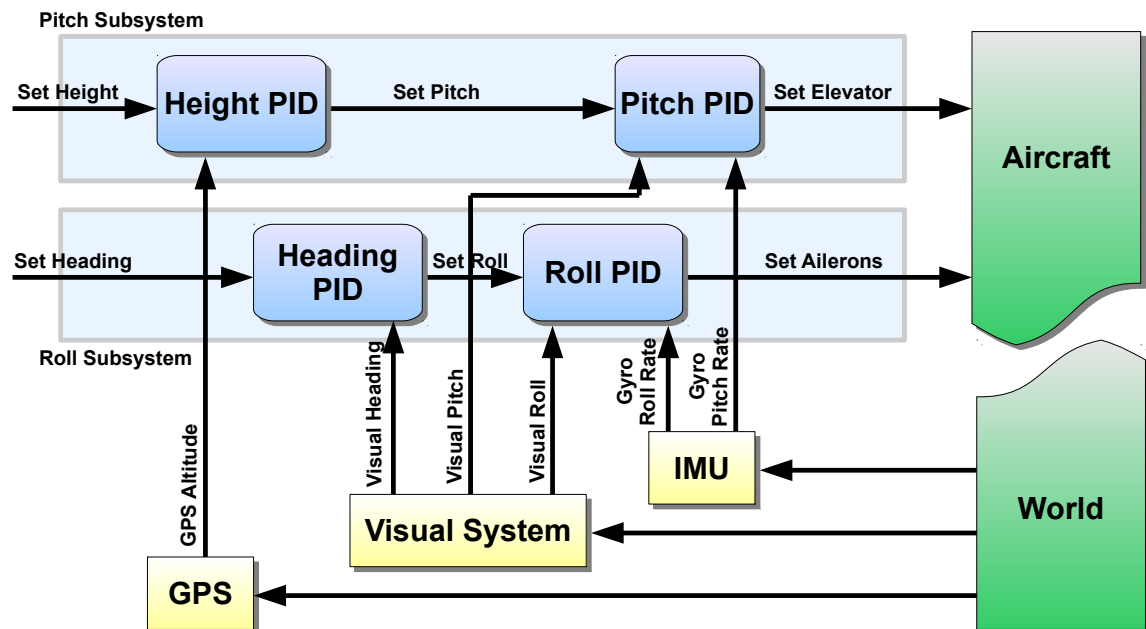 Pitch Subsystem
Set Height
Height PID
Set Pitch
Pitch PID
Set Elevator
Aircraft
Set Heading
Heading
PID
Set Roll
Roll PID
Set Ailerons
Roll Subsystem
GPS Altitude
Visual Heading
Visual Pitch
Visual Roll
Gyro
Roll Rate
Gyro
Pitch Rate
IMU
Visual System
GPS
World